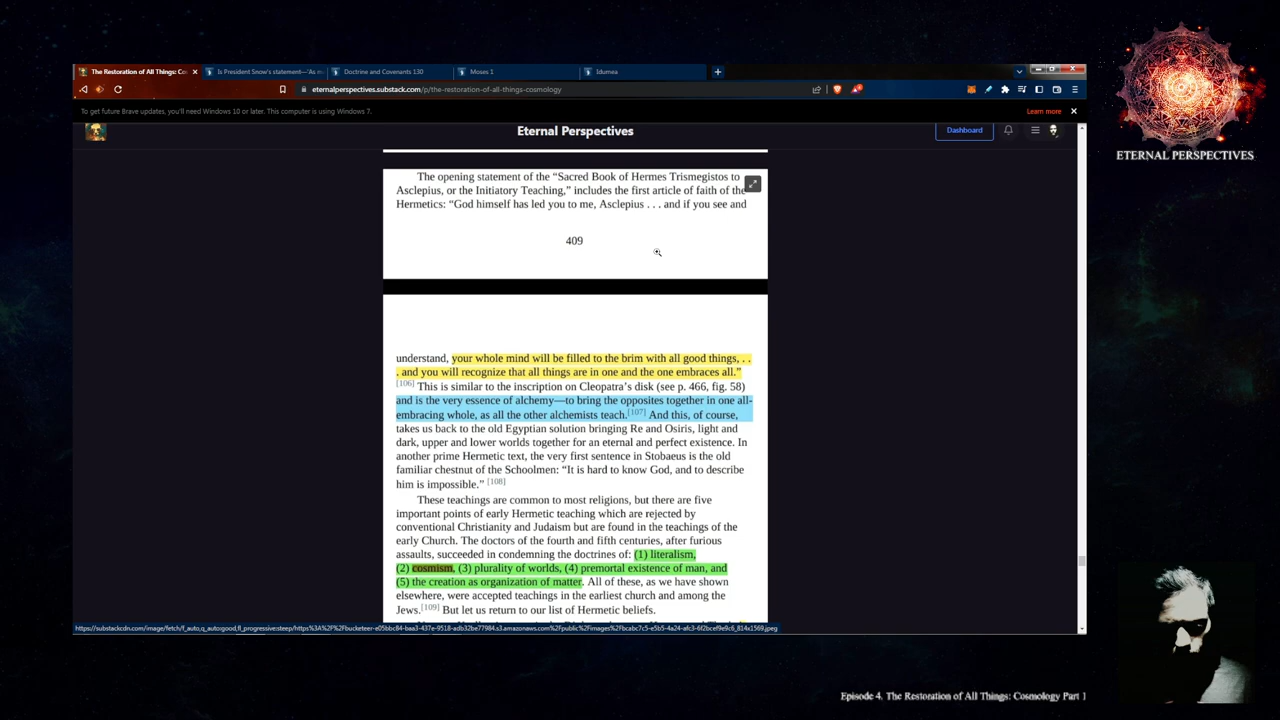 The Restoration of All Things: Co
Is President Snow's statement—'As m
Doctrine and Covenants 130
Moses 1
Idumea
eternalperspectives.substack.com/p/the-restoration-of-all-things-cosmology
To get future Brave updates, you'll need Windows 10 or later. This computer is using Windows 7.
Learn more
Eternal Perspectives
Dashboard
ETERNAL PERSPECTIVES
The opening statement of the “Sacred Book of Hermes Trismegistos to
Asclepius, or the Initiatory Teaching,” includes the first article of faith of the
Hermetics: “God himself has led you to me, Asclepius . . . and if you see and
409
understand, your whole mind will be filled to the brim with all good things, . .
. and you will recognize that all things are in one and the one embraces all.”
[106] This is similar to the inscription on Cleopatra’s disk (see p. 466, fig. 58)
and is the very essence of alchemy—to bring the opposites together in one all-
embracing whole, as all the other alchemists teach.[107] And this, of course,
takes us back to the old Egyptian solution bringing Re and Osiris, light and
dark, upper and lower worlds together for an eternal and perfect existence. In
another prime Hermetic text, the very first sentence in Stobaeus is the old
familiar chestnut of the Schoolmen: “It is hard to know God, and to describe
him is impossible.” [108]
These teachings are common to most religions, but there are five
important points of early Hermetic teaching which are rejected by
conventional Christianity and Judaism but are found in the teachings of the
early Church. The doctors of the fourth and fifth centuries, after furious
assaults, succeeded in condemning the doctrines of: (1) literalism,
(2) cosmism, (3) plurality of worlds, (4) premortal existence of man, and
(5) the creation as organization of matter. All of these, as we have shown
elsewhere, were accepted teachings in the earliest church and among the
Jews.[109] But let us return to our list of Hermetic beliefs.
Episode 4. The Restoration of All Things: Cosmology Part 1